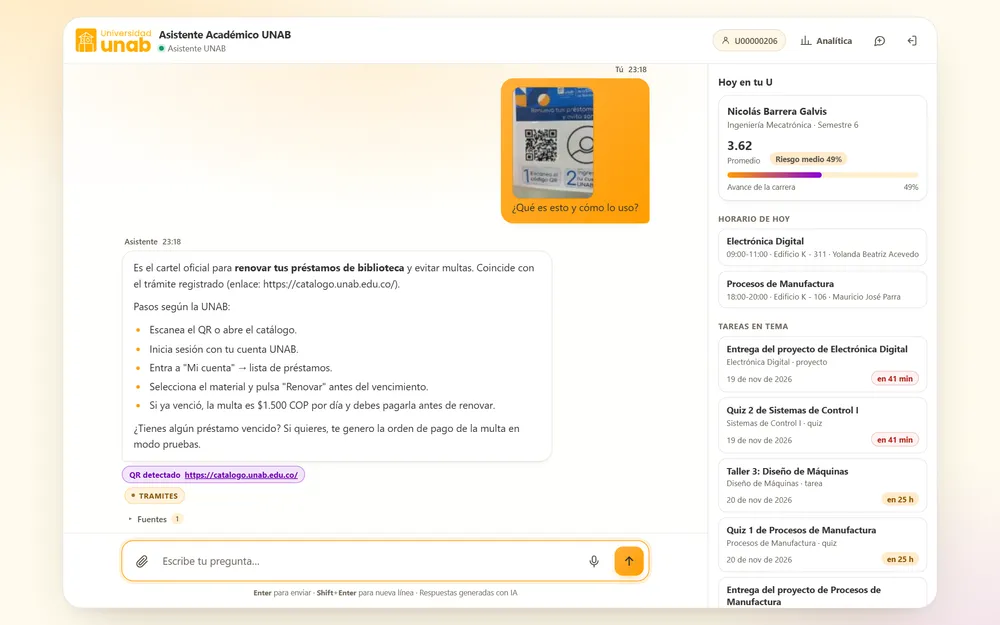 Universidad
unab
Asistente Académico UNAB
Asistente UNAB
U00000206
Analítica
Tú 23:18
Renueva tus préstamos
1 Escanea el
código QR
2
UNAB
¿Qué es esto y cómo lo uso?
Asistente 23:18
Es el cartel oficial para renovar tus préstamos de biblioteca y evitar multas. Coincide con
el trámite registrado (enlace: https://catalogo.unab.edu.co/).
Pasos según la UNAB:
Escanea el QR o abre el catálogo.
Inicia sesión con tu cuenta UNAB.
Entra a "Mi cuenta" → lista de préstamos.
Selecciona el material y pulsa "Renovar" antes del vencimiento.
Si ya venció, la multa es $1.500 COP por día y debes pagarla antes de renovar.
¿Tienes algún préstamo vencido? Si quieres, te genero la orden de pago de la multa en
modo pruebas.
QR detectado https://catalogo.unab.edu.co/
TRAMITES
Fuentes 1
Escribe tu pregunta...
Enter para enviar · Shift+Enter para nueva línea · Respuestas generadas con IA
Hoy en tu U
Nicolás Barrera Galvis
Ingeniería Mecatrónica · Semestre 6
3.62
Promedio
Riesgo medio 49%
Avance de la carrera 49%
HORARIO DE HOY
Electrónica Digital
09:00-11:00 · Edificio K - 311 · Yolanda Beatriz Acevedo
Procesos de Manufactura
18:00-20:00 · Edificio K - 106 · Mauricio José Parra
TAREAS EN TEMA
Entrega del proyecto de Electrónica Digital
Electrónica Digital · proyecto
19 de nov de 2026 en 41 min
Quiz 2 de Sistemas de Control I
Sistemas de Control I · quiz
19 de nov de 2026 en 41 min
Taller 3: Diseño de Máquinas
Diseño de Máquinas · tarea
20 de nov de 2026 en 25 h
Quiz 1 de Procesos de Manufactura
Procesos de Manufactura · quiz
20 de nov de 2026 en 25 h
Entrega del proyecto de Procesos de
Manufactura